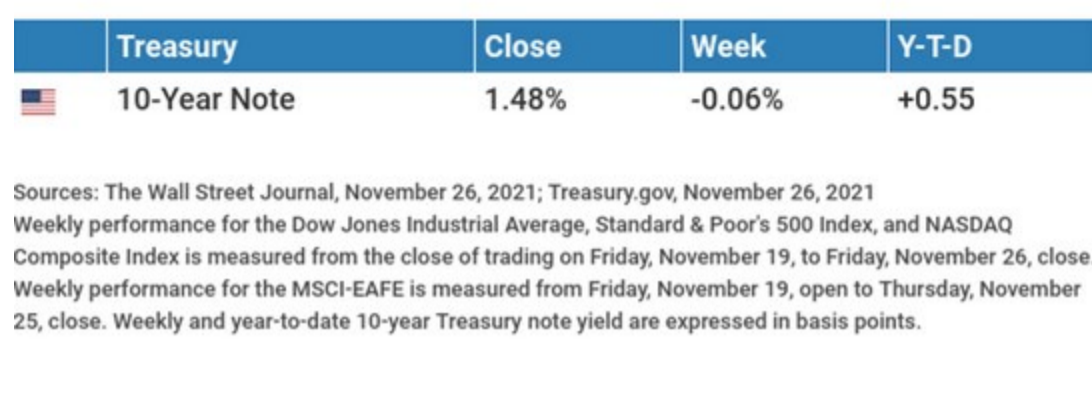 Treasury Close Week Y-T-D
10-Year Note 1.48% -0.06% +0.55
Sources: The Wall Street Journal, November 26, 2021; Treasury.gov, November 26, 2021
Weekly performance for the Dow Jones Industrial Average, Standard & Poor's 500 Index, and NASDAQ
Composite Index is measured from the close of trading on Friday, November 19, to Friday, November 26, close
Weekly performance for the MSCI-EAFE is measured from Friday, November 19, open to Thursday, November
25, close. Weekly and year-to-date 10-year Treasury note yield are expressed in basis points.